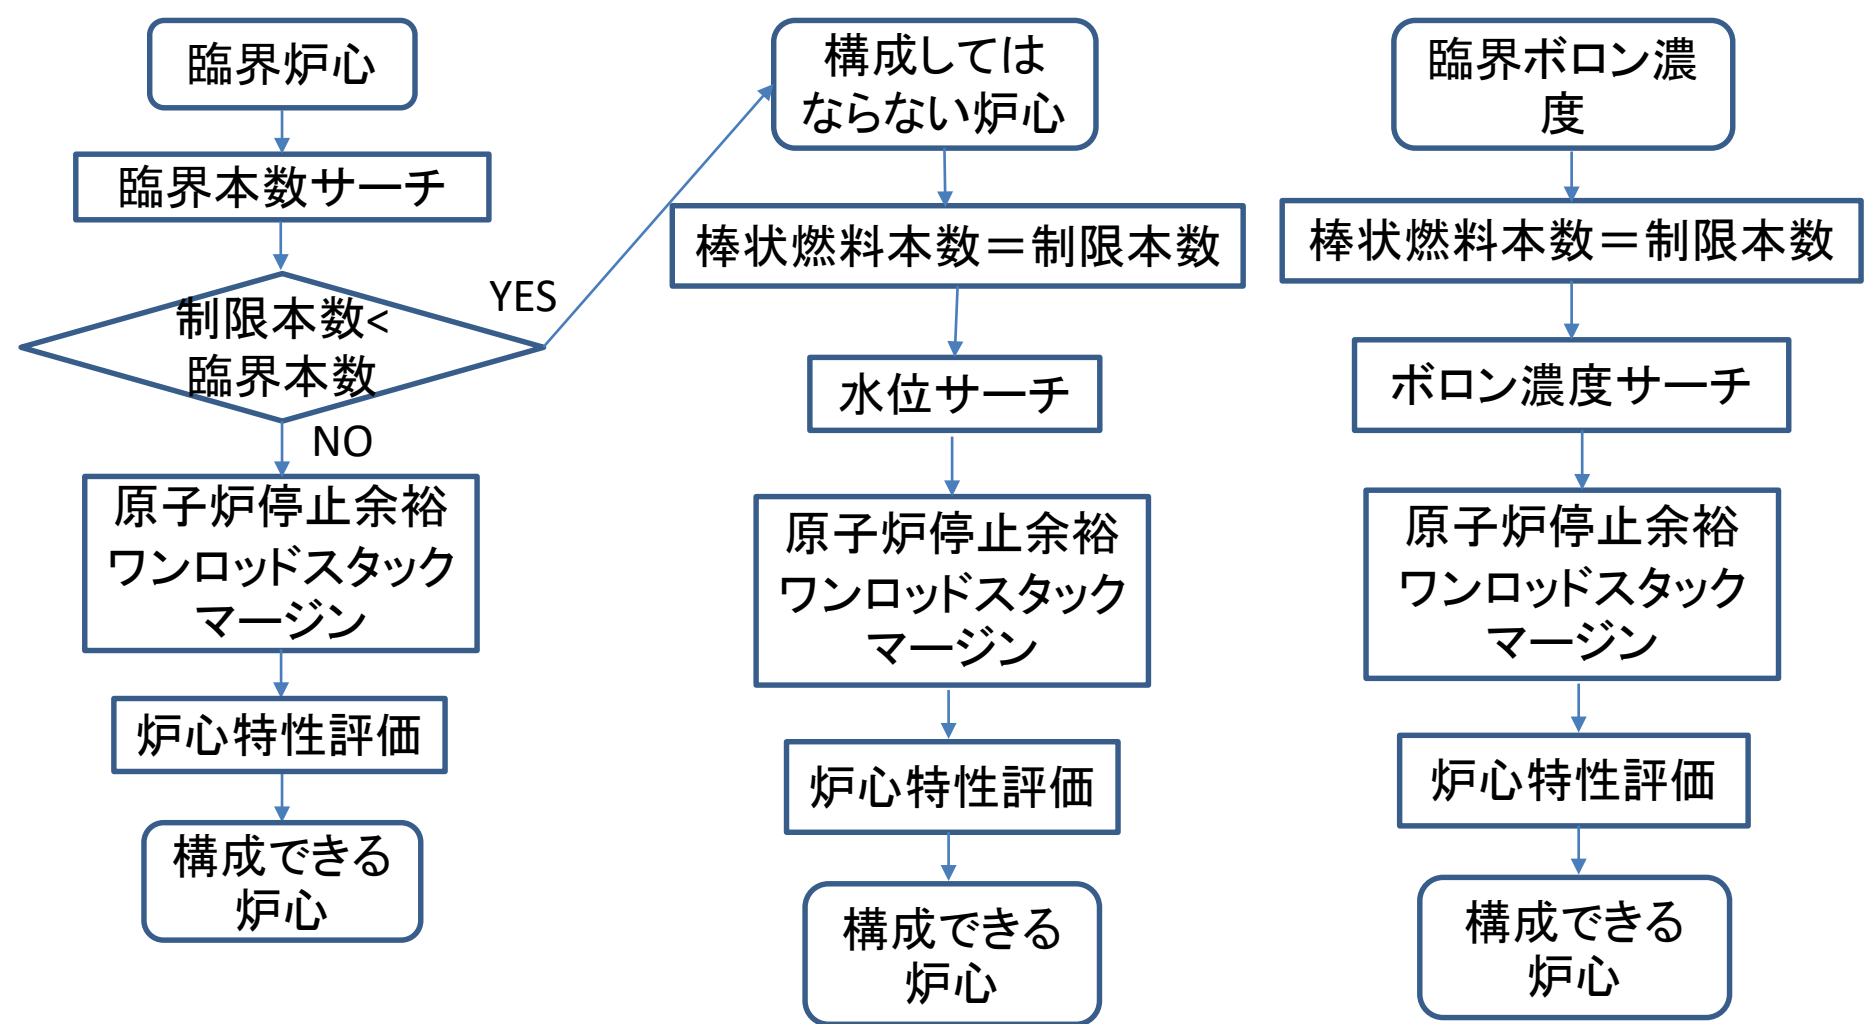 臨界炉心
臨界本数サーチ
制限本数<
臨界本数
YES
NO
原子炉停止余裕
ワンロッドスタック
マージン
炉心特性評価
構成できる
炉心
構成しては
ならない炉心
棒状燃料本数＝制限本数
水位サーチ
原子炉停止余裕
ワンロッドスタック
マージン
炉心特性評価
構成できる
炉心
臨界ボロン濃
度
棒状燃料本数＝制限本数
ボロン濃度サーチ
原子炉停止余裕
ワンロッドスタック
マージン
炉心特性評価
構成できる
炉心